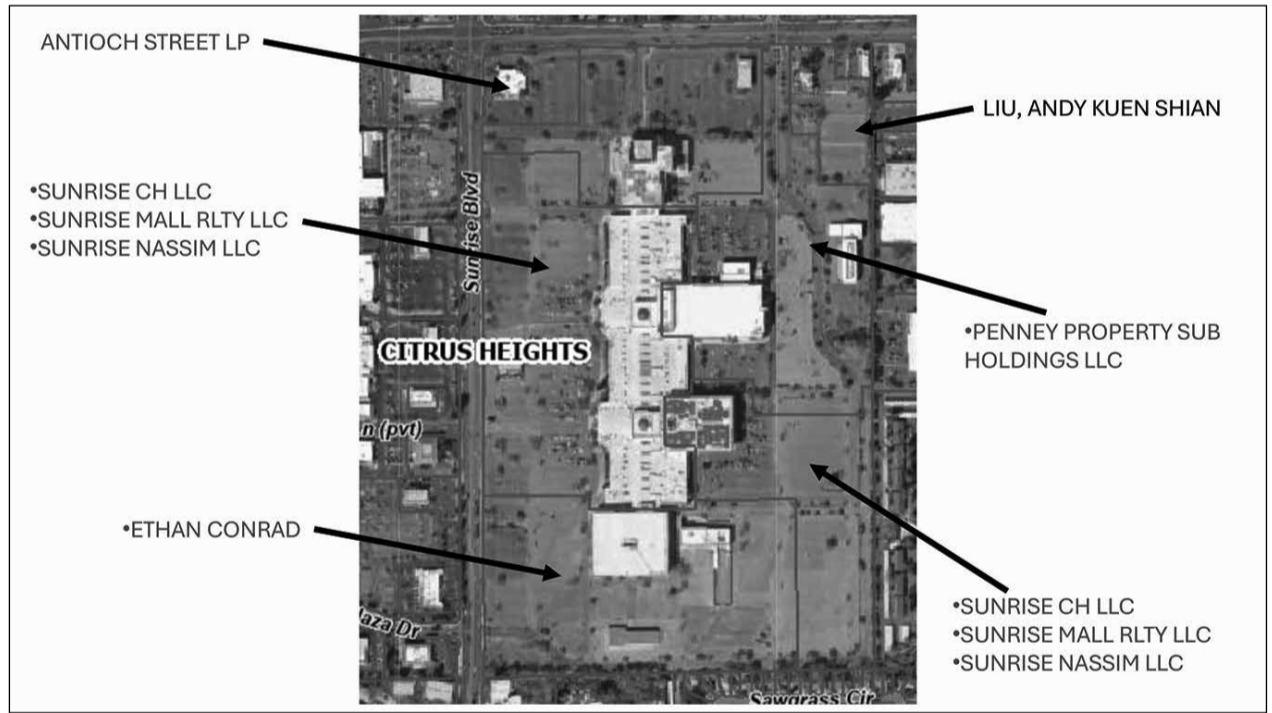 ANTIOCH STREET LP
LIU, ANDY KUEN SHIAN
•SUNRISE CH LLC
•SUNRISE MALL RLTY LLC
•SUNRISE NASSIM LLC
Sunrise Blvd
•PENNEY PROPERTY SUB
HOLDINGS LLC
CITRUS HEIGHTS
n (pvt)
•ETHAN CONRAD
•SUNRISE CH LLC
•SUNRISE MALL RLTY LLC
•SUNRISE NASSIM LLC
laza Dr
Sawgrass Cir